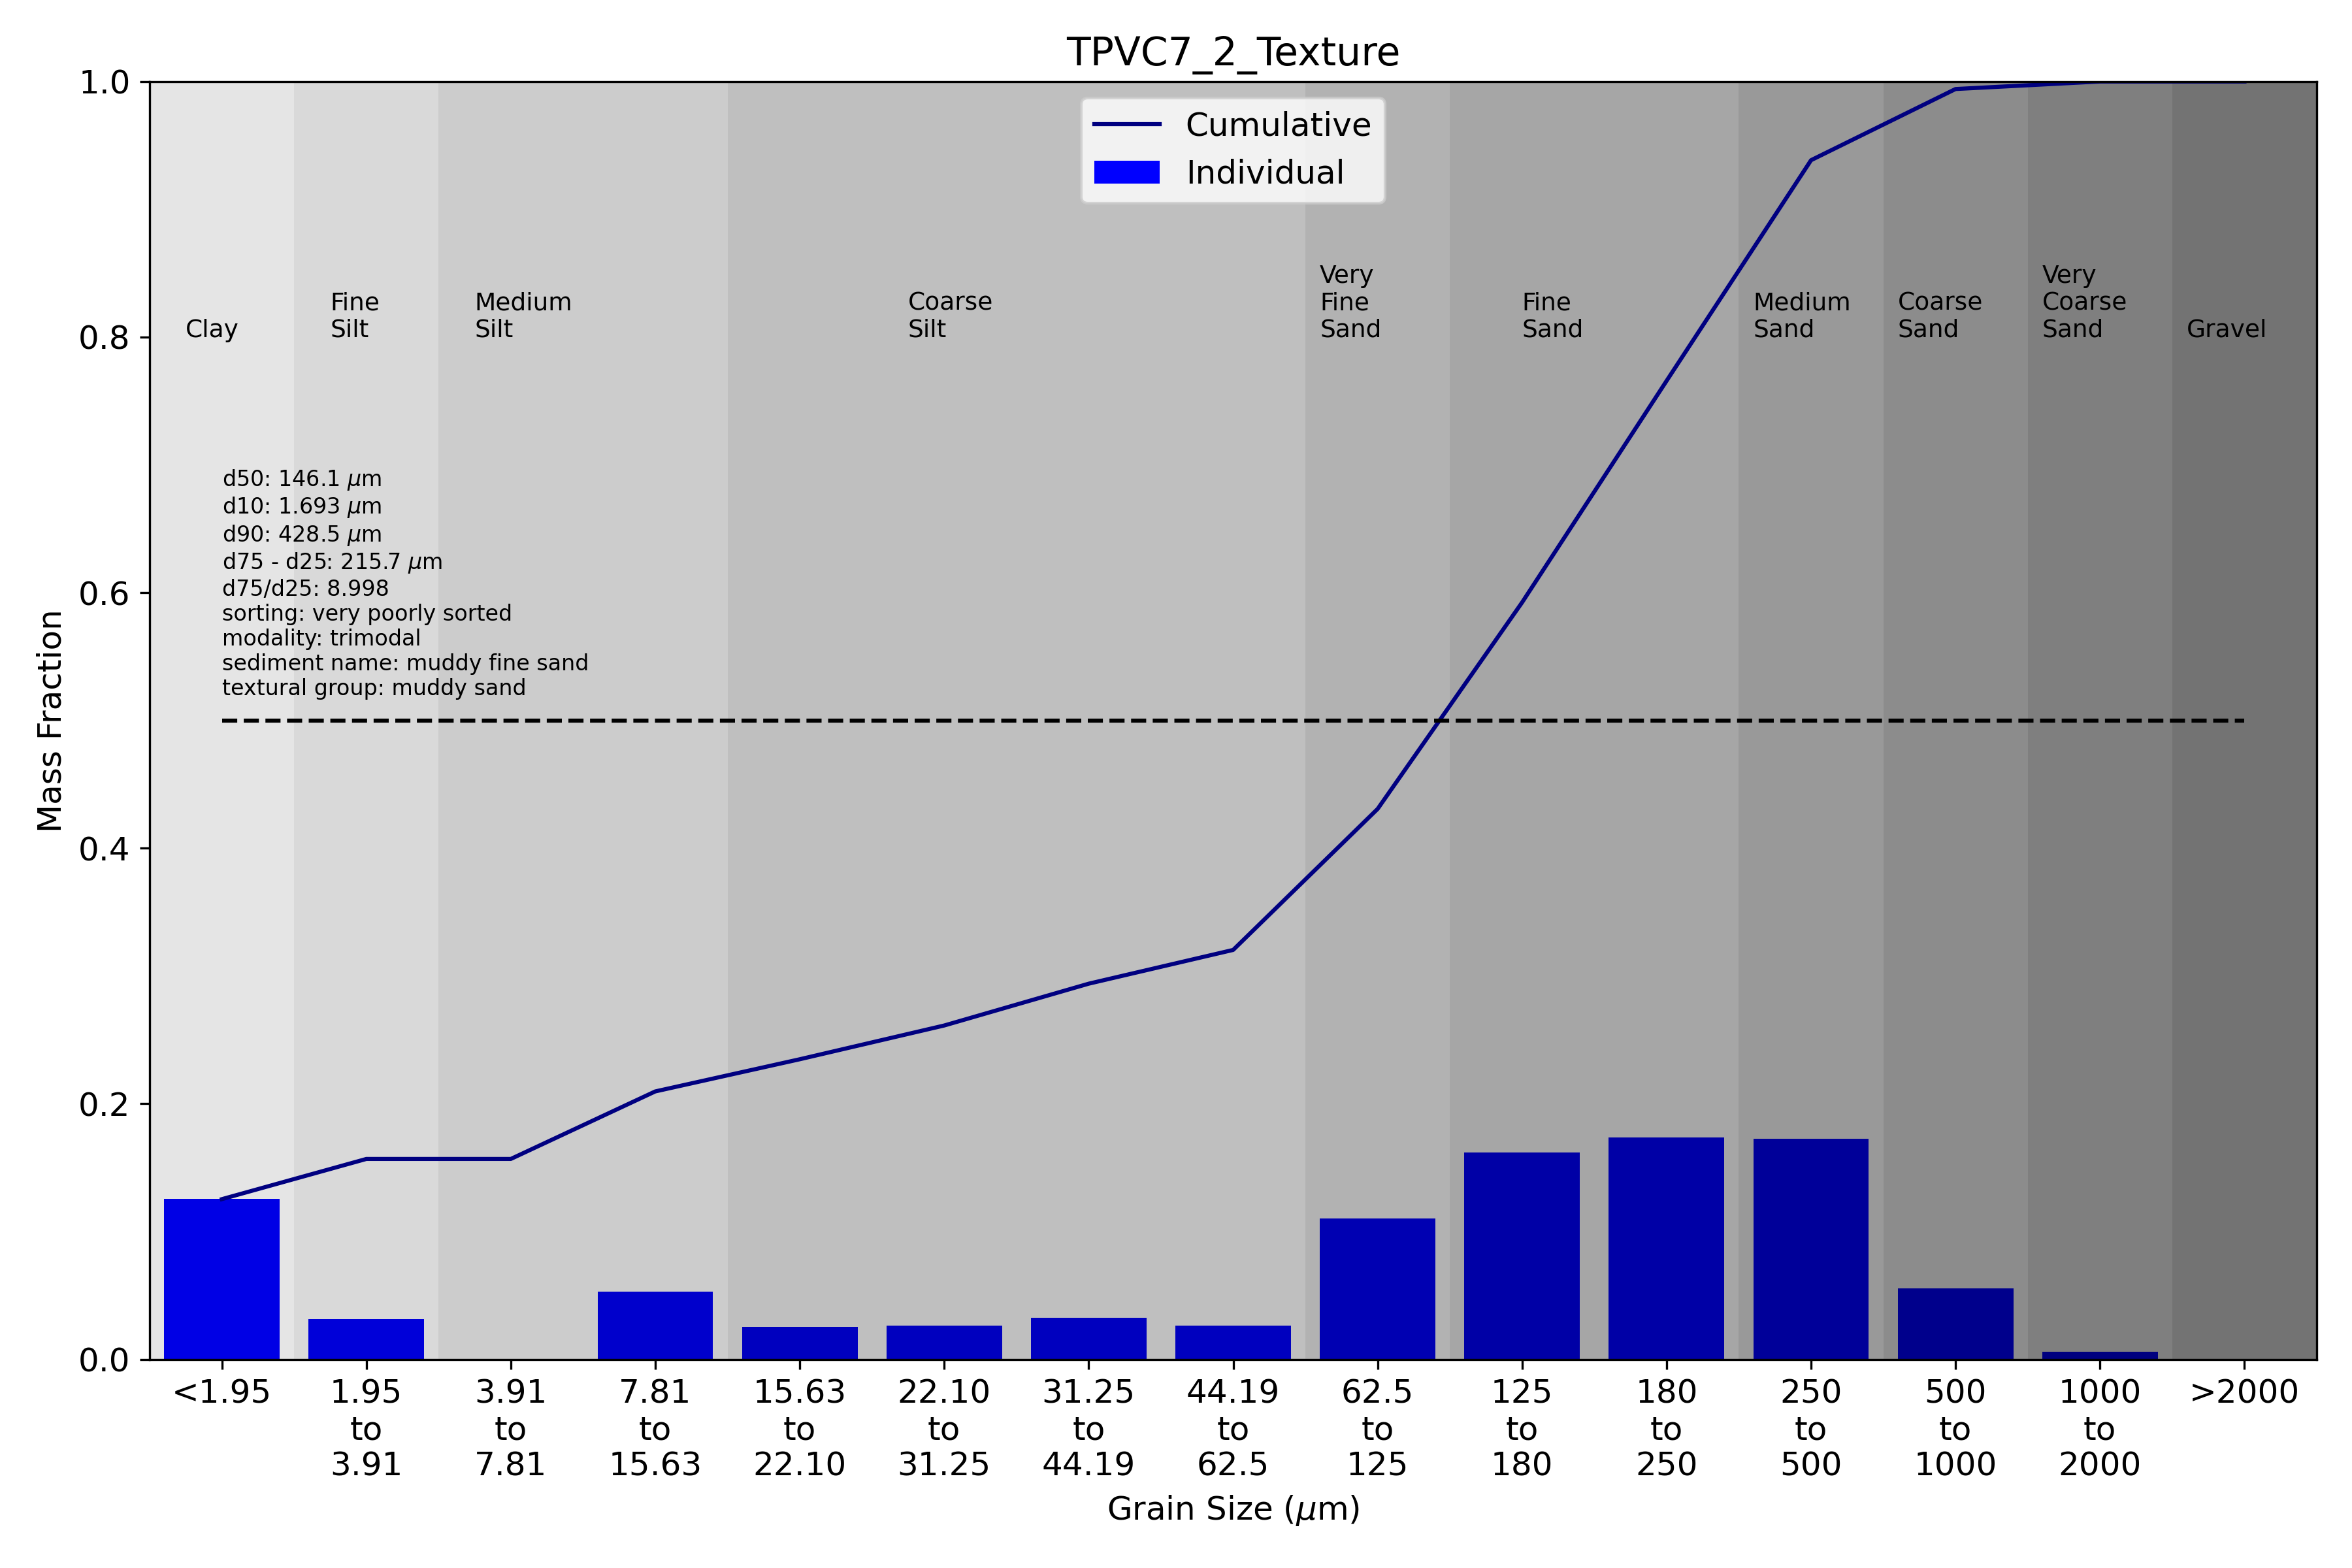 TPVC7_2_Texture
Cumulative
Individual
Mass Fraction
1.0
0.8
0.6
0.4
0.2
0.0
Clay
Fine
Silt
Medium
Silt
Coarse
Silt
Very
Fine
Sand
Fine
Sand
Medium
Sand
Coarse
Sand
Very
Coarse
Sand
Gravel
d50: 146.1 μm
d10: 1.693 μm
d90: 428.5 μm
d75 - d25: 215.7 μm
d75/d25: 8.998
sorting: very poorly sorted
modality: trimodal
sediment name: muddy fine sand
textural group: muddy sand
<1.95
1.95
to
3.91
3.91
to
7.81
7.81
to
15.63
15.63
to
22.10
22.10
to
31.25
31.25
to
44.19
44.19
to
62.5
62.5
to
125
125
to
180
180
to
250
250
to
500
500
to
1000
1000
to
2000
>2000
Grain Size (μm)